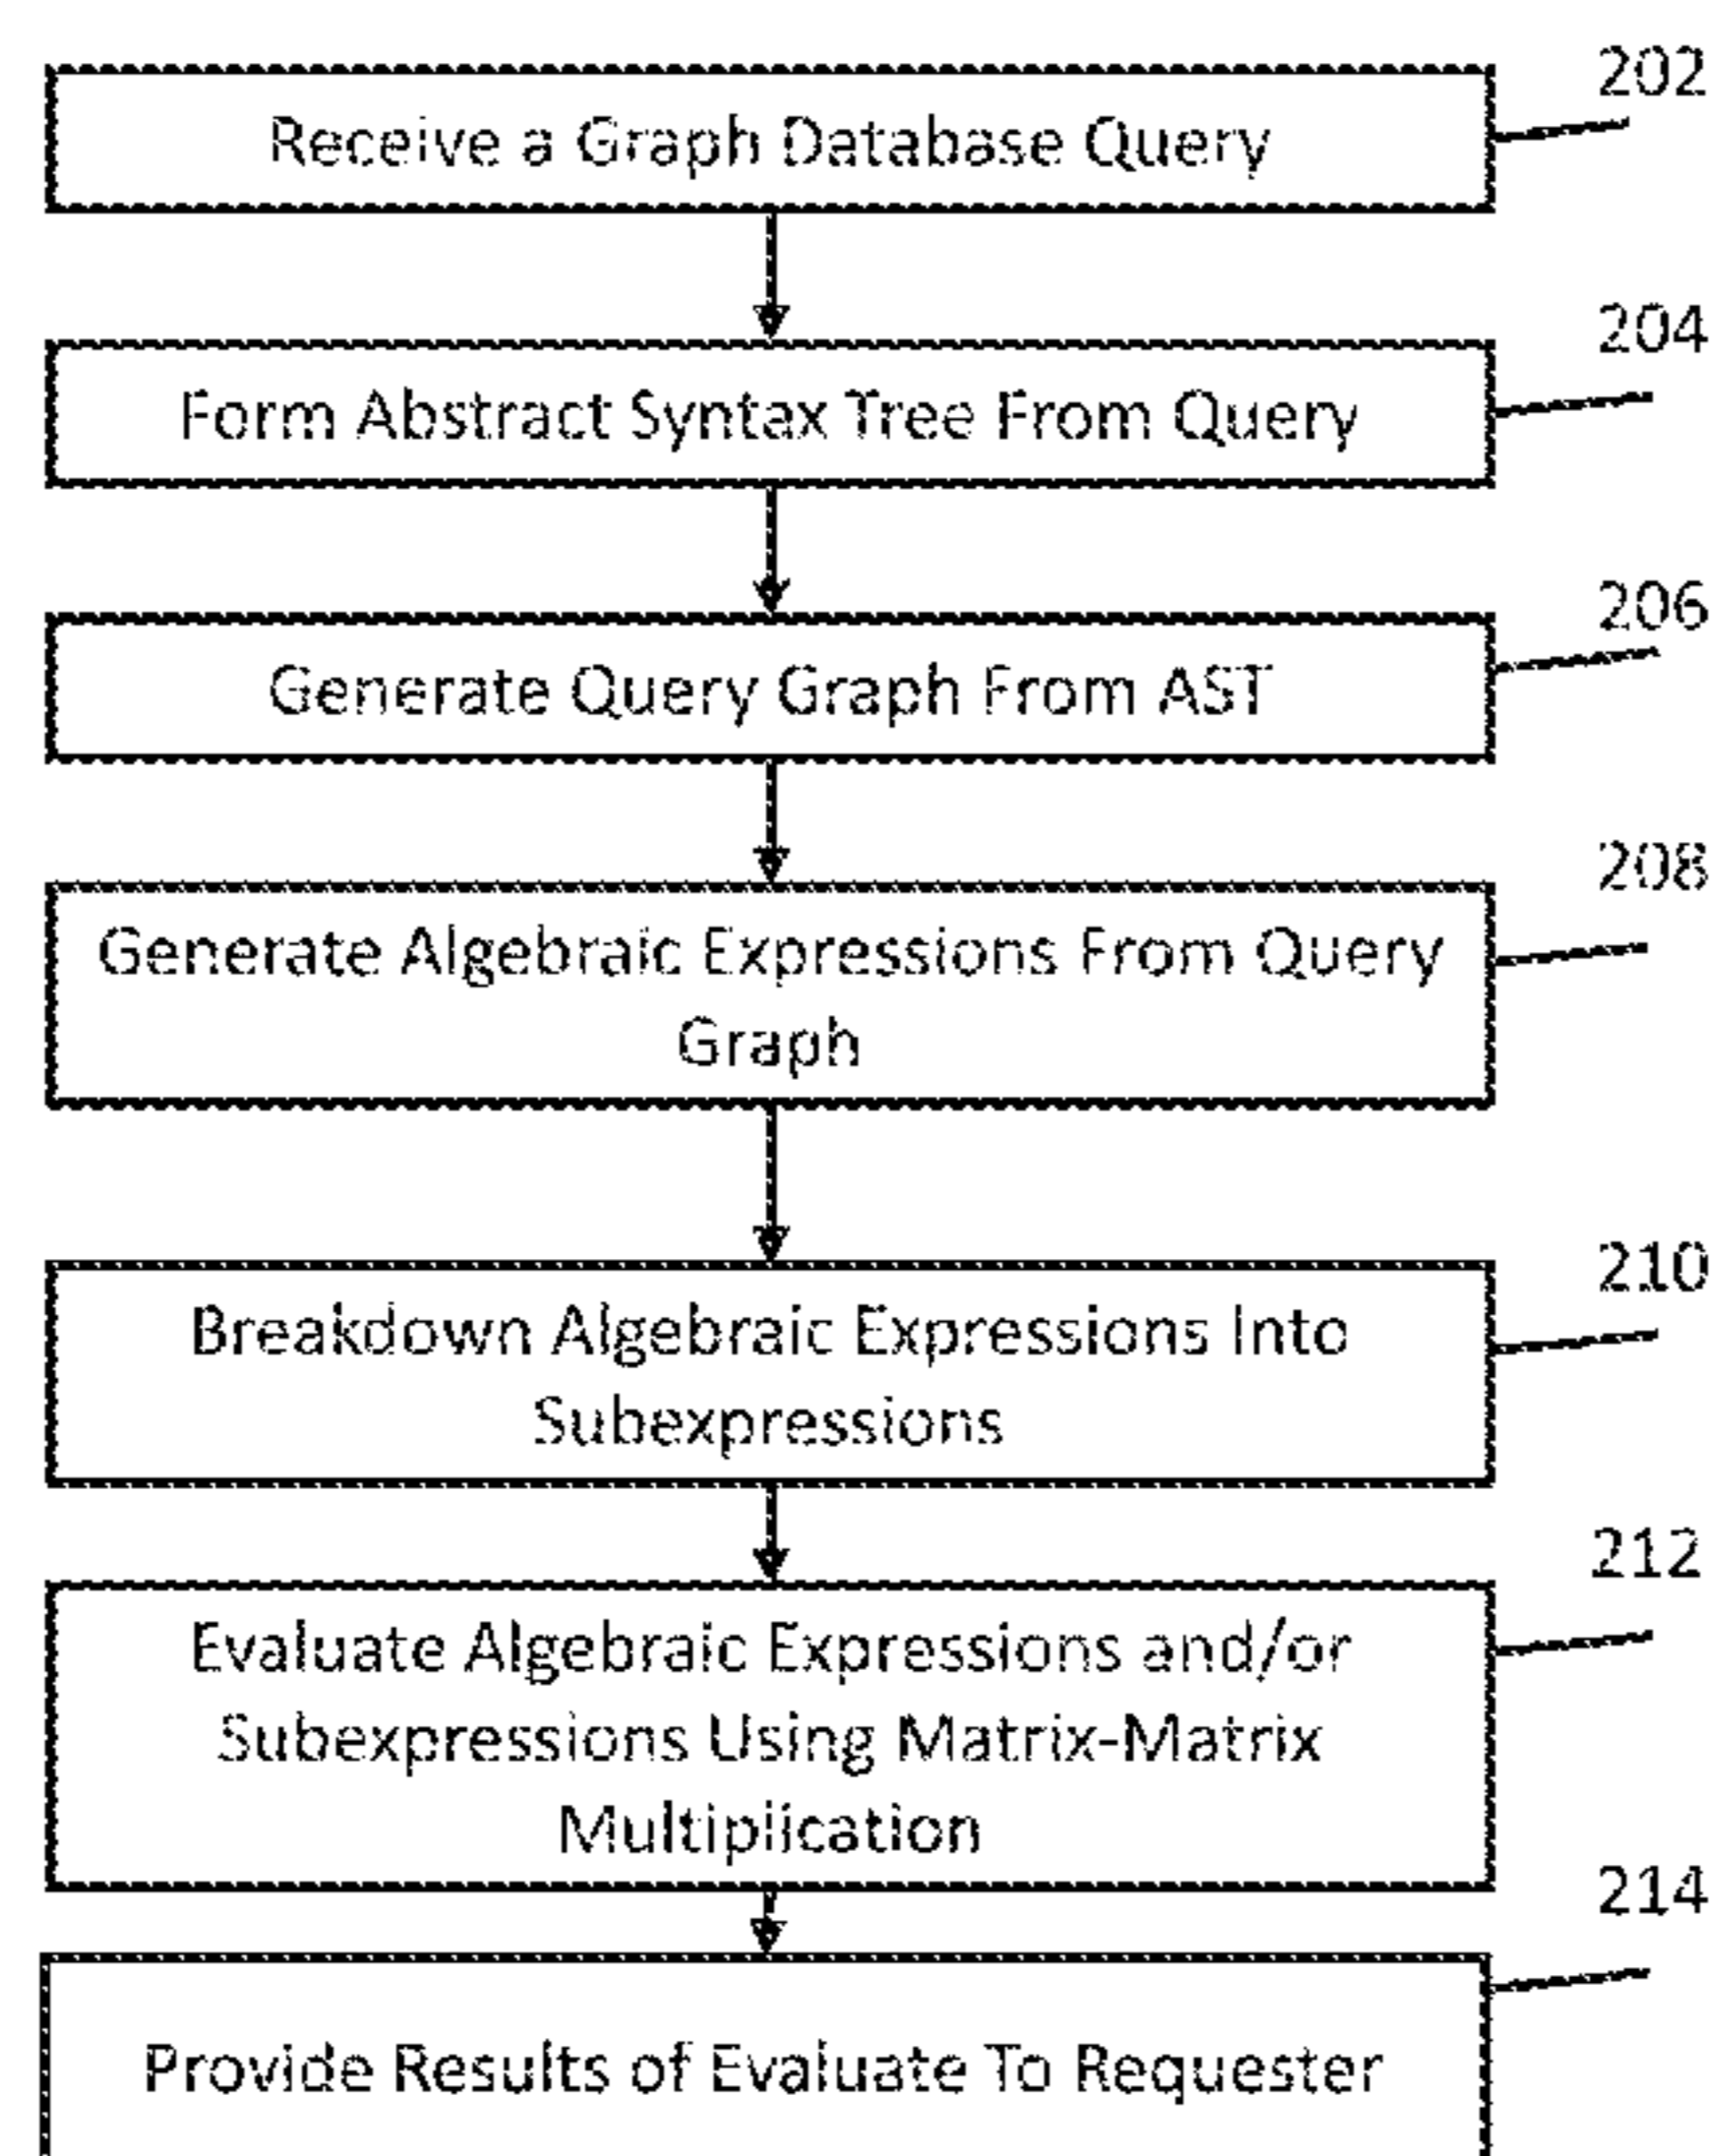 202
Receive a Graph Database Query
204
Form Abstract Syntax Tree From Query
206
Generate Query Graph From AST
208
Generate Algebraic Expressions From Query
Graph
210
Breakdown Algebraic Expressions Into
Subexpressions
212
Evaluate Algebraic Expressions and/or
Subexpressions Using Matrix-Matrix
Multiplication
214
Provide Results of Evaluate To Requester